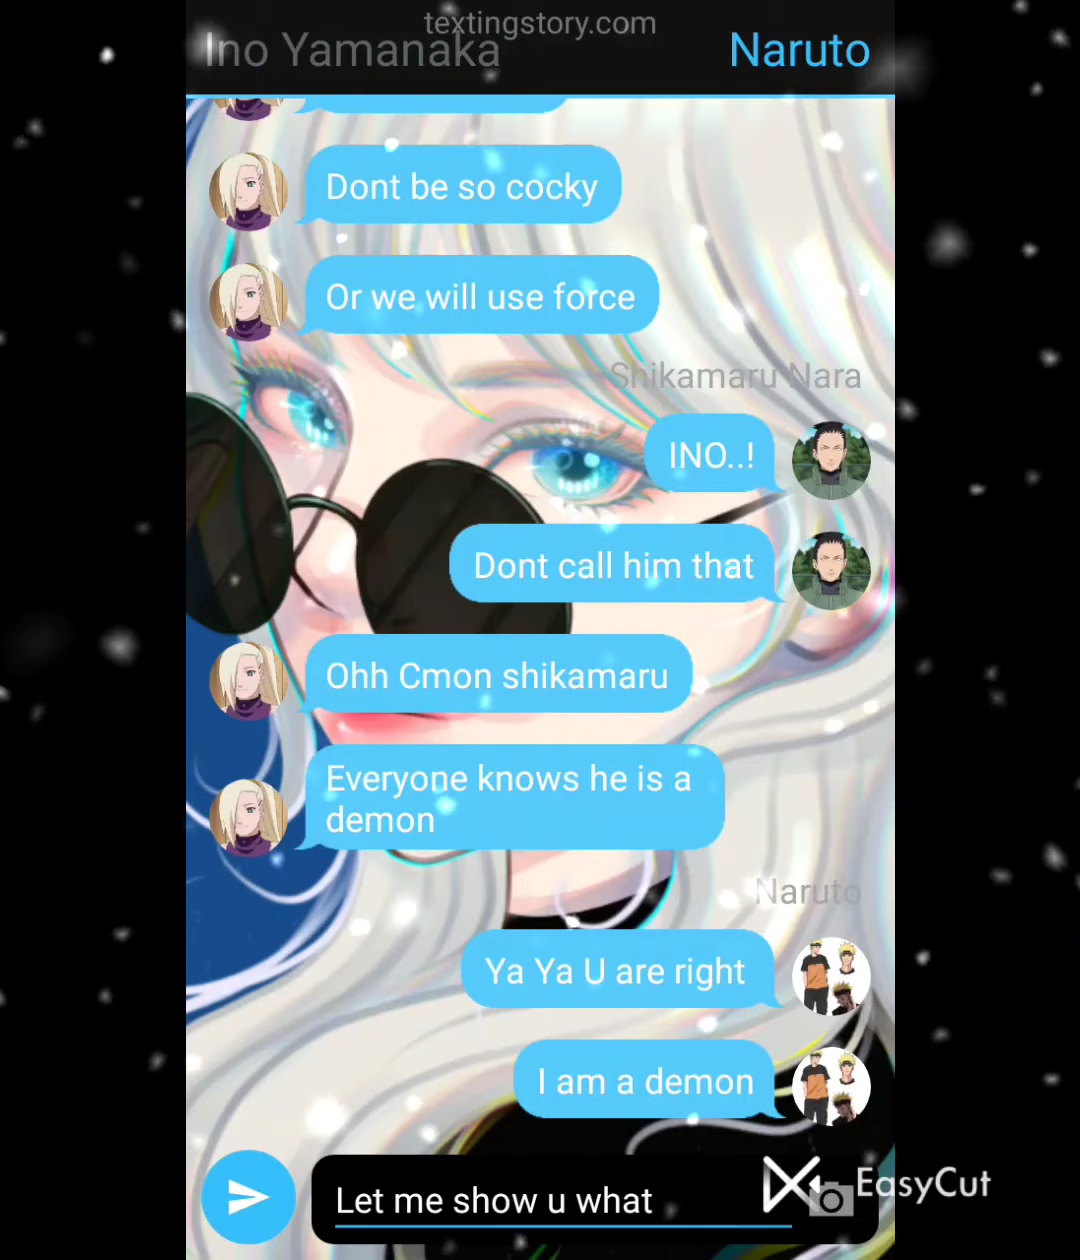 textingstory.com
Ino Yamanaka
Naruto
Dont be so cocky
Or we will use force
Shikamaru Nara
INO..!
Dont call him that
Ohh Cmon shikamaru
Everyone knows he is a
demon
Naruto
Ya Ya U are right
I am a demon
Let me show u what
EasyCut